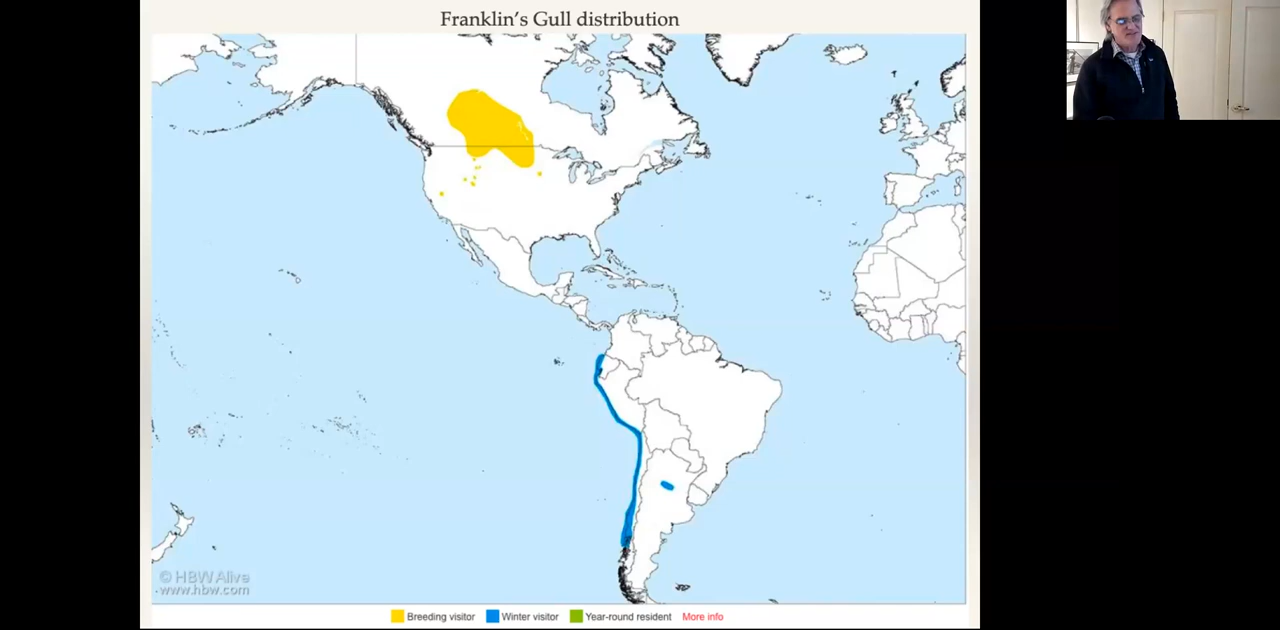 Franklin's Gull distribution
© HBW Alive
www.hbw.com
Breeding visitor Winter visitor Year-round resident More info